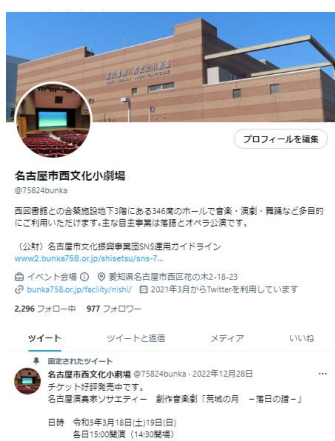 プロフィールを編集
名古屋市西文化小劇場
@75824bunka
西図書館との合築施設地下3階にある346席のホールで音楽・演劇・舞踊など多目的
にご利用いただけます。主な自主事業は落語とオペラ公演です。
(公財)名古屋市文化振興事業団SNS運用ガイドライン
www2.bunka758.or.jp/shisetsu/sns-7...
イベント会場 愛知県名古屋市西区花の木2-18-23
bunka758.or.jp/facility/nishi/ 2021年3月からTwitterを利用しています
2,296 フォロー中 977 フォロワー
ツイート ツイートと返信 メディア いいね
固定されたツイート
名古屋市西文化小劇場 @75824bunka · 2022年12月28日 …
チケット好評発売中です。
名古屋演奏家ソサエティー 創作音楽劇「荒城の月 －落日の譜－」
日時 令和5年3月18日(土)19日(日)
各日15:00開演(14:30開場)